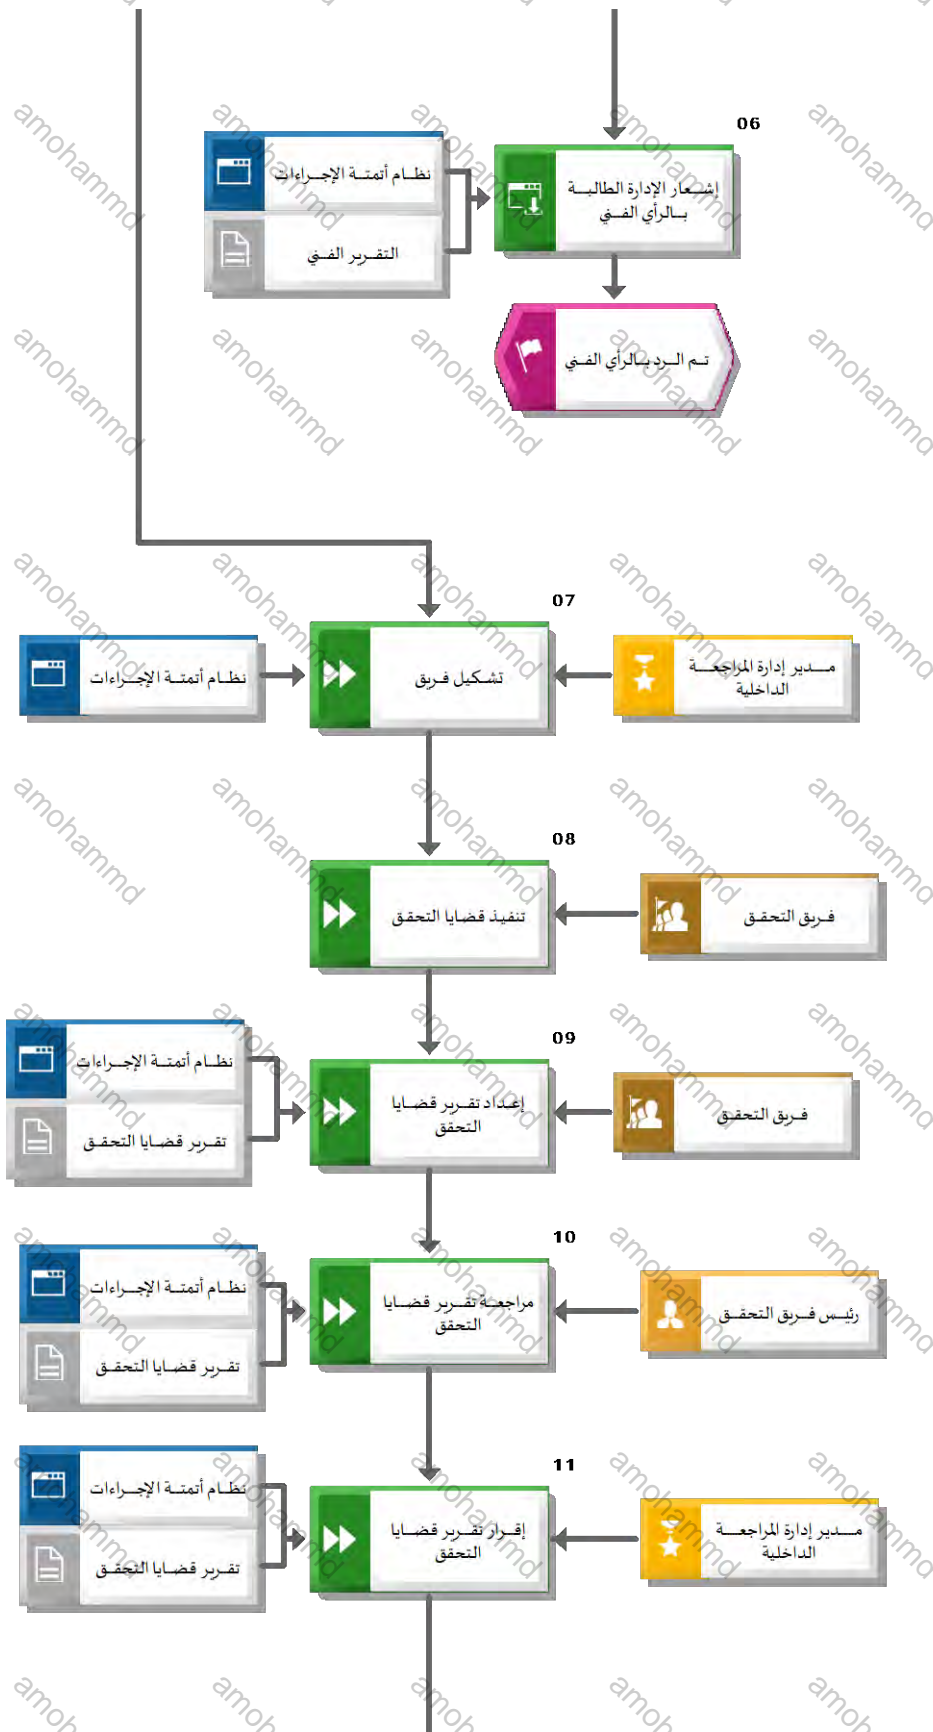 06
إشعار الإدارة الطالبة
بالرأي الفني
نظام أتمتة الإجراءات
التقرير الفني
تم الرد بالرأي الفني
07
مدير إدارة المراجعة
الداخلية
تشكيل فريق
نظام أتمتة الإجراءات
08
فريق التحقق
تنفيذ قضايا التحقق
09
فريق التحقق
إعداد تقرير قضايا
التحقق
نظام أتمتة الإجراءات
تقرير قضايا التحقق
10
رئيس فريق التحقق
مراجعة تقرير قضايا
التحقق
نظام أتمتة الإجراءات
تقرير قضايا التحقق
11
مدير إدارة المراجعة
الداخلية
إقرار تقرير قضايا
التحقق
نظام أتمتة الإجراءات
تقرير قضايا التحقق
amohammd